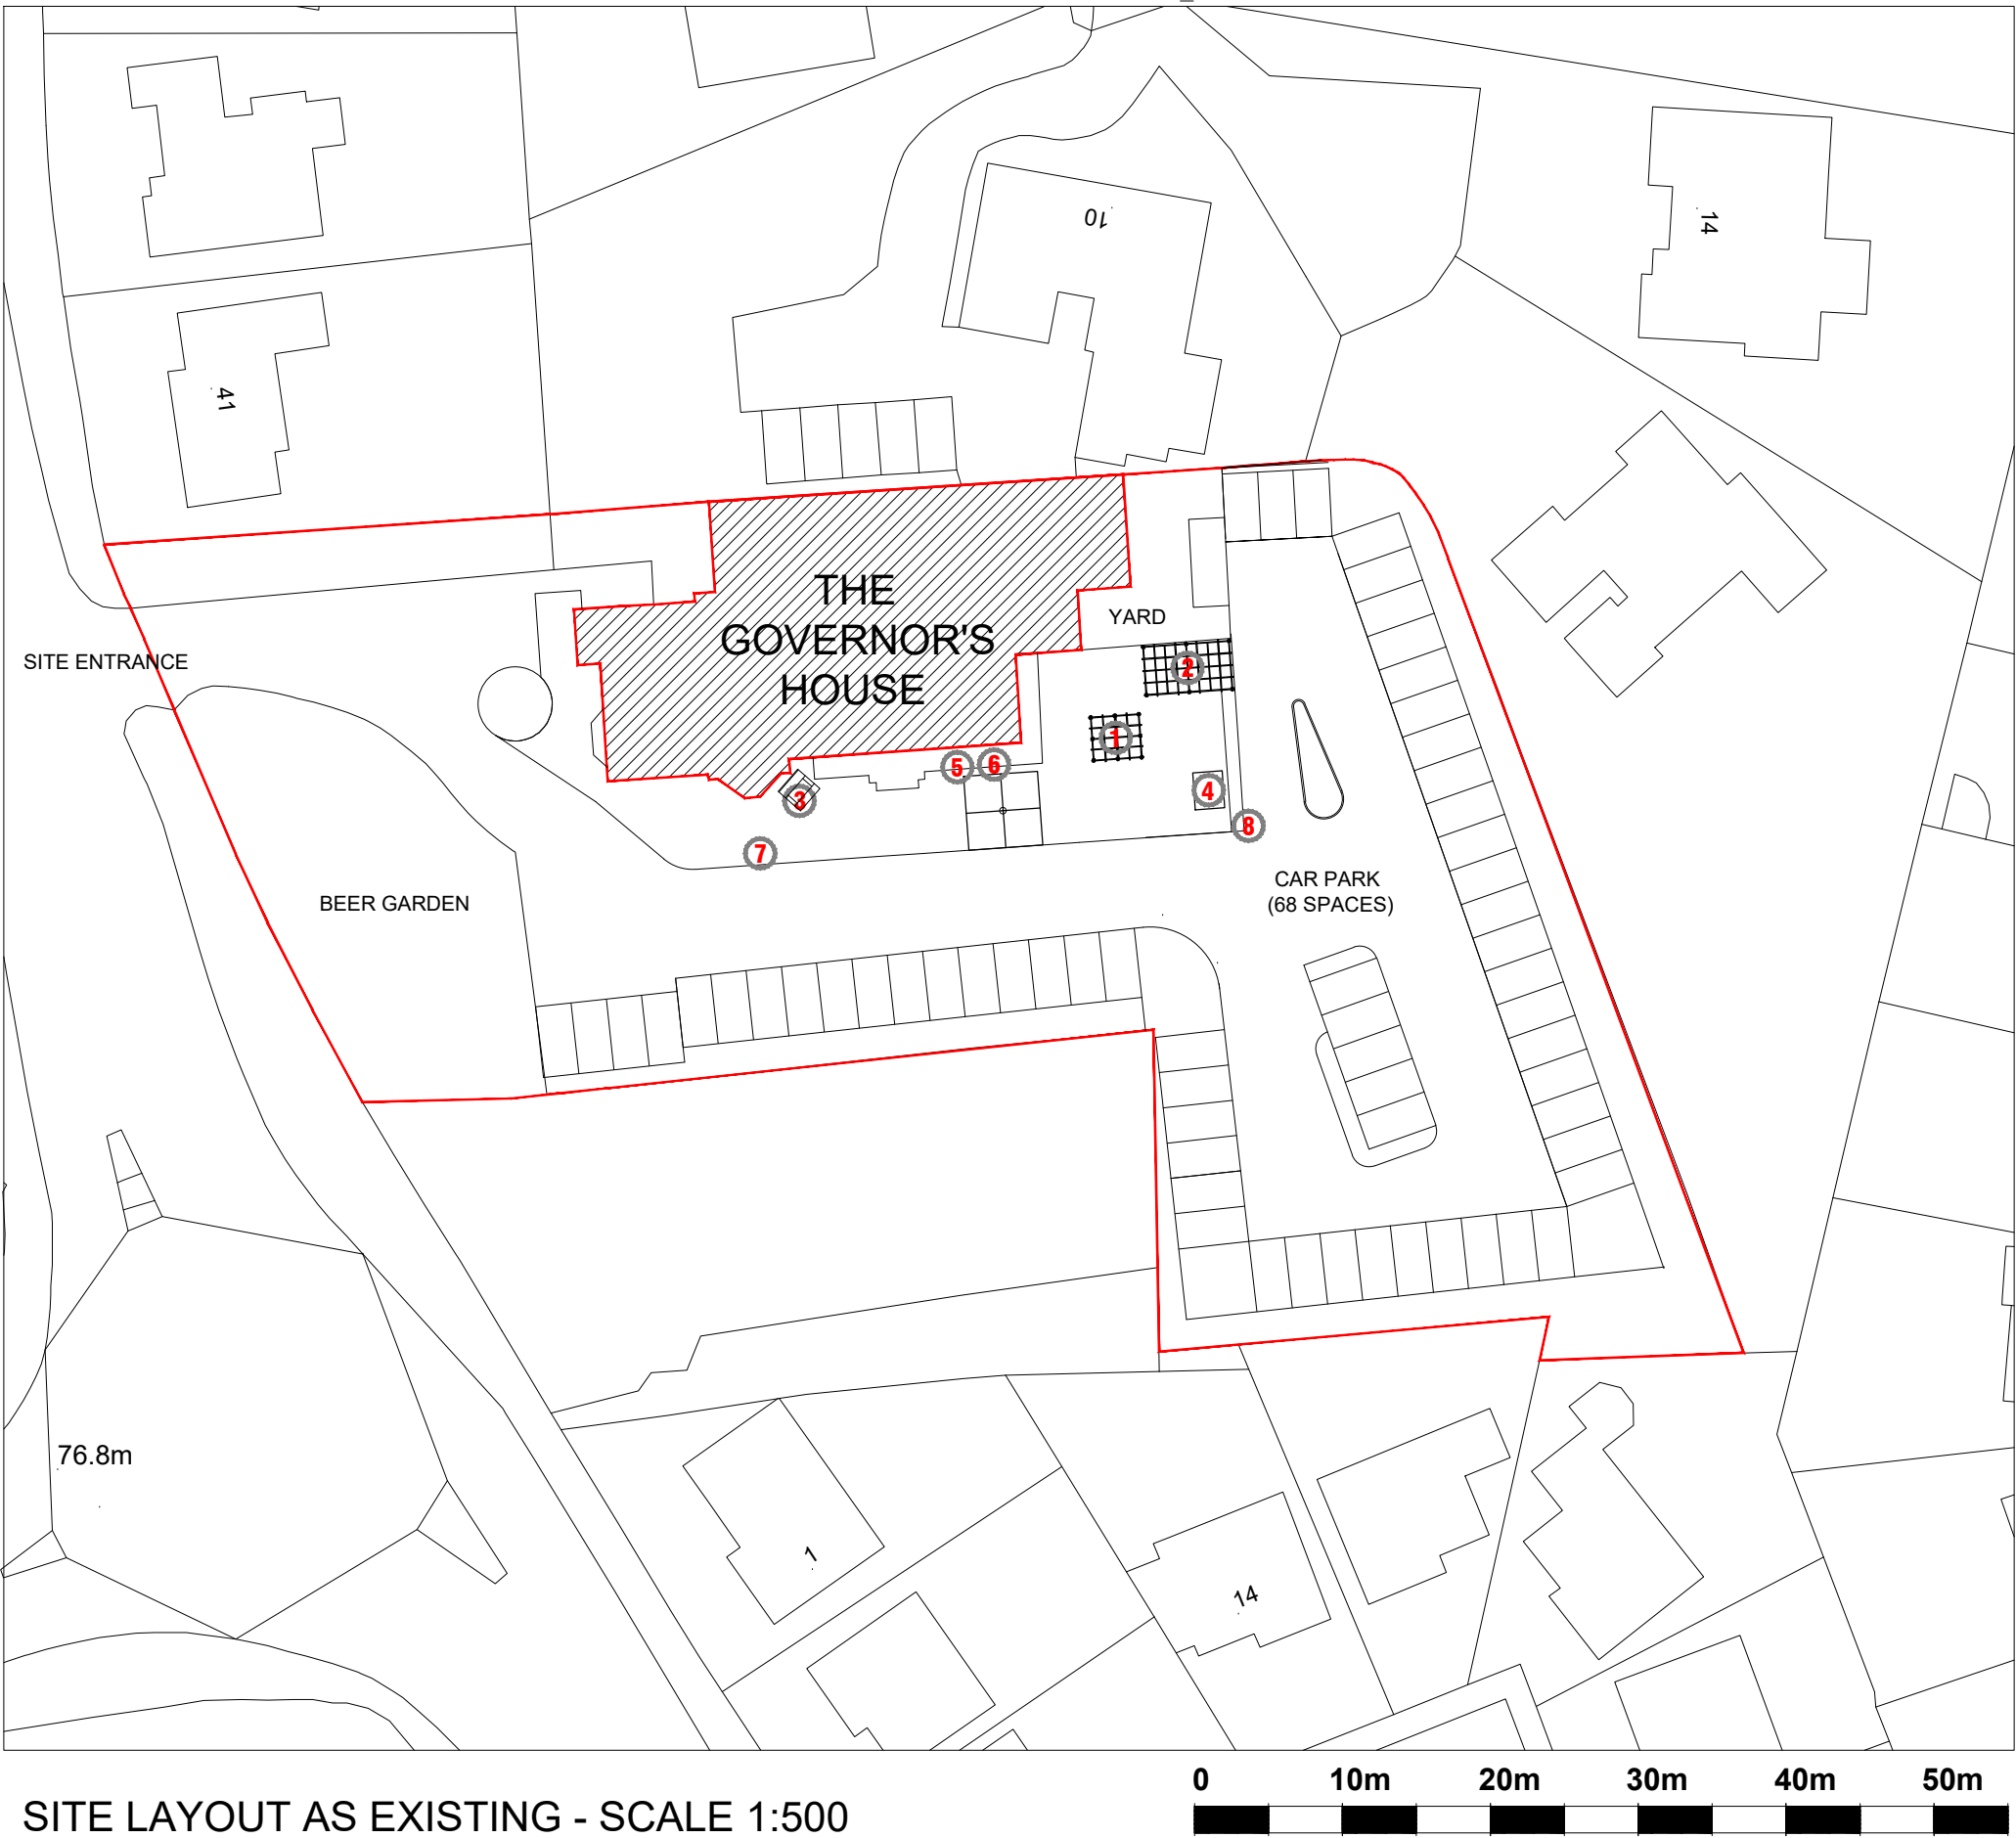 10
14
41
THE
GOVERNOR'S
HOUSE
YARD
SITE ENTRANCE
2
1
5
6
3
4
8
7
CAR PARK
(68 SPACES)
BEER GARDEN
76.8m
1
14
SITE LAYOUT AS EXISTING - SCALE 1:500
0 10m 20m 30m 40m 50m